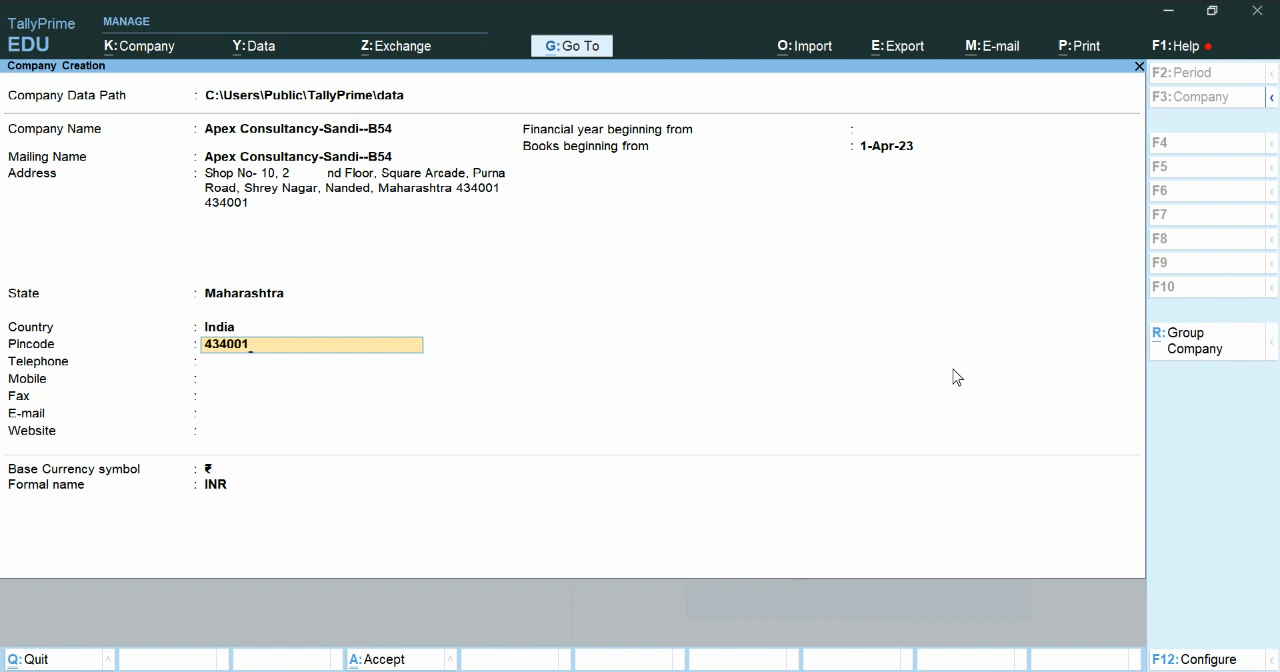 TallyPrime
EDU
MANAGE
K:Company
Y:Data
Z:Exchange
G:Go To
O:Import
E:Export
M:E-mail
P:Print
F1:Help
Company Creation
Company Data Path : C:\Users\Public\TallyPrime\data
Company Name : Apex Consultancy-Sandi--B54
Mailing Name : Apex Consultancy-Sandi--B54
Address : Shop No- 10, 2 nd Floor, Square Arcade, Purna
Road, Shrey Nagar, Nanded, Maharashtra 434001
434001
State : Maharashtra
Country : India
Pincode : 434001
Telephone :
Mobile :
Fax :
E-mail :
Website :
Base Currency symbol : ₹
Formal name : INR
Financial year beginning from :
Books beginning from : 1-Apr-23
F2:Period
F3:Company
F4
F5
F6
F7
F8
F9
F10
R:Group
Company
Q:Quit
A:Accept
F12:Configure